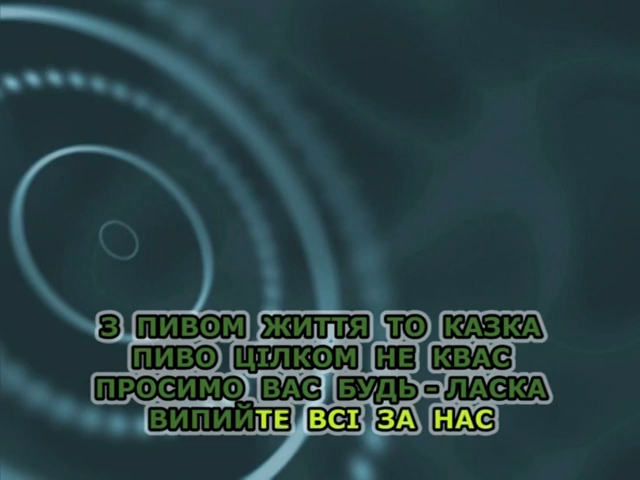 З ПИВОМ ЖИТТЯ ТО КАЗКА
ПИВО ЦІЛКОМ НЕ КВАС
ПРОСИМО ВАС БУДЬ - ЛАСКА
ВИПИЙТЕ ВСІ ЗА НАС